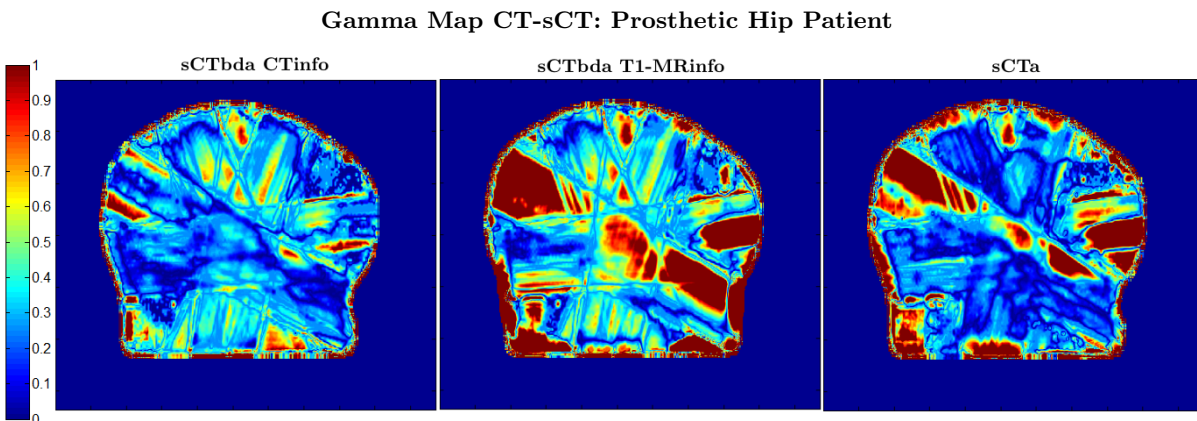 Gamma Map CT-sCT: Prosthetic Hip Patient
sCTbda CTinfo
sCTbda T1-MRinfo
sCTa
1
0.9
0.8
0.7
0.6
0.5
0.4
0.3
0.2
0.1
0